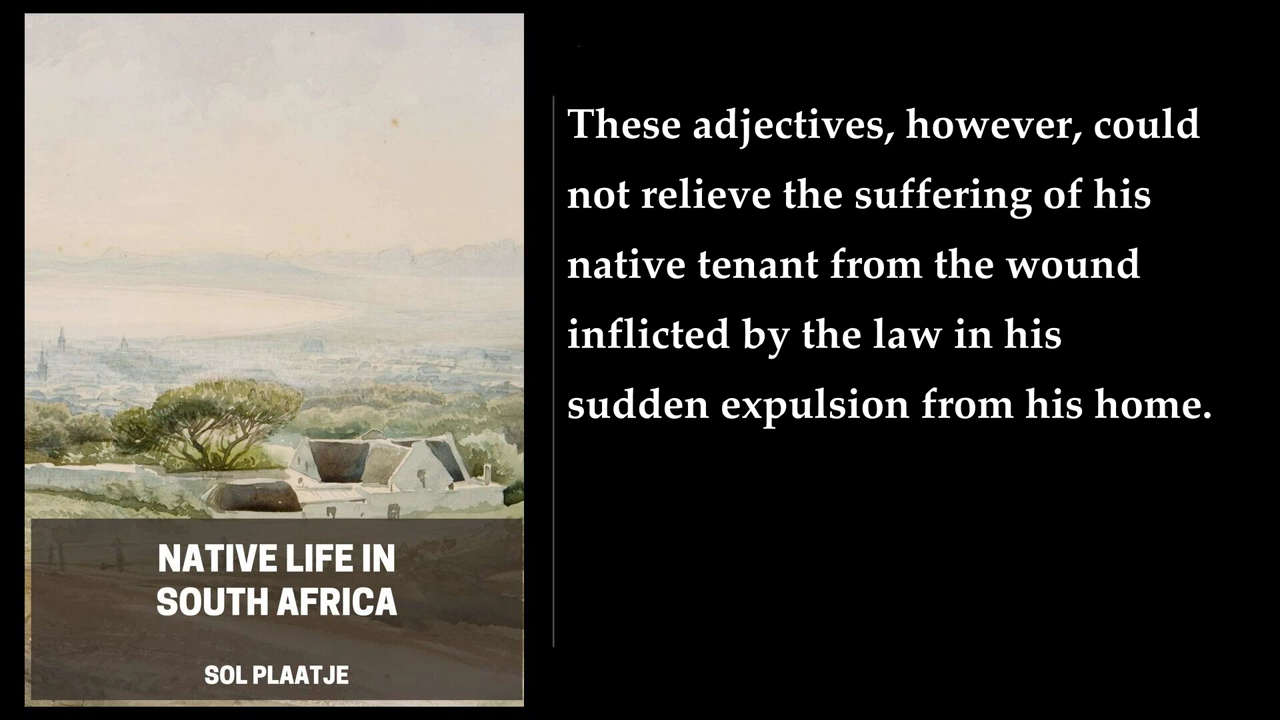 NATIVE LIFE IN
SOUTH AFRICA
SOL PLAATJE
These adjectives, however, could
not relieve the suffering of his
native tenant from the wound
inflicted by the law in his
sudden expulsion from his home.